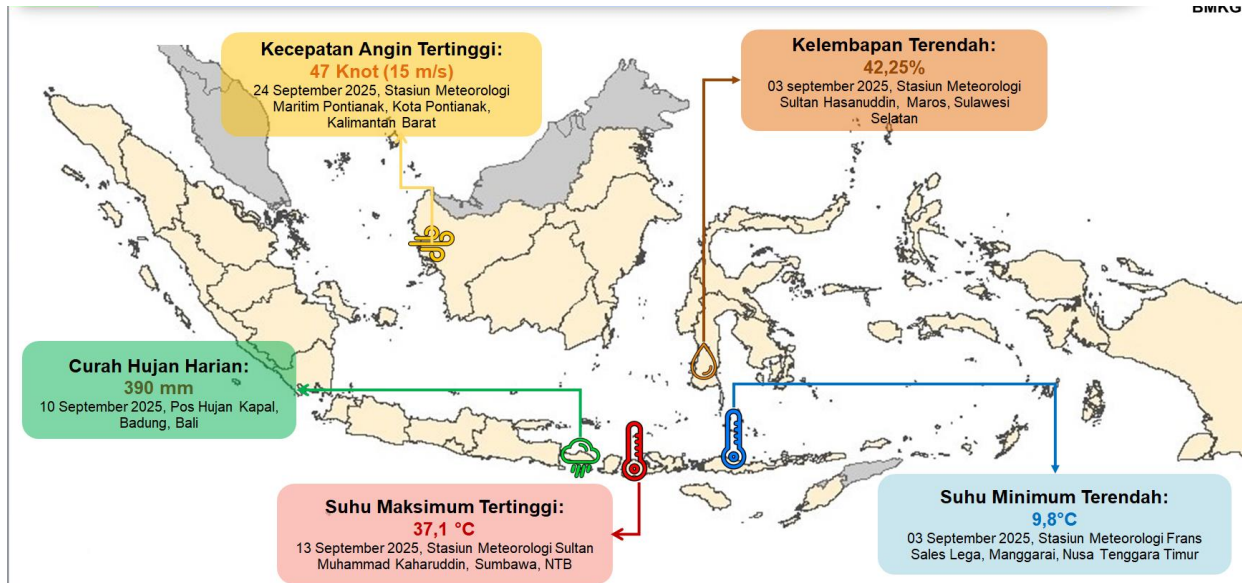 BMKG
Kecepatan Angin Tertinggi:
47 Knot (15 m/s)
24 September 2025, Stasiun Meteorologi
Maritim Pontianak, Kota Pontianak,
Kalimantan Barat
Kelembapan Terendah:
42,25%
03 september 2025, Stasiun Meteorologi
Sultan Hasanuddin, Maros, Sulawesi
Selatan
Curah Hujan Harian:
390 mm
10 September 2025, Pos Hujan Kapal,
Badung, Bali
Suhu Maksimum Tertinggi:
37,1 °C
13 September 2025, Stasiun Meteorologi Sultan
Muhammad Kaharuddin, Sumbawa, NTB
Suhu Minimum Terendah:
9,8°C
03 September 2025, Stasiun Meteorologi Frans
Sales Lega, Manggarai, Nusa Tenggara Timur